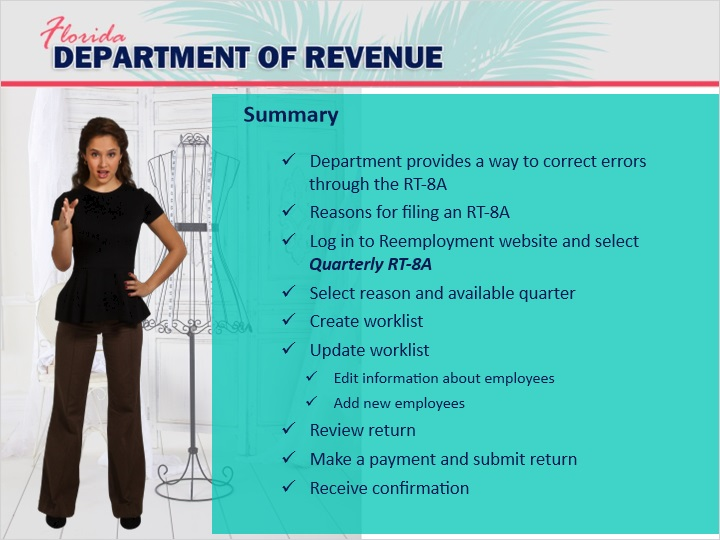 Florida
DEPARTMENT OF REVENUE
Summary
✓ Department provides a way to correct errors
through the RT-8A
✓ Reasons for filing an RT-8A
✓ Log in to Reemployment website and select
Quarterly RT-8A
✓ Select reason and available quarter
✓ Create worklist
✓ Update worklist
✓ Edit information about employees
✓ Add new employees
✓ Review return
✓ Make a payment and submit return
✓ Receive confirmation